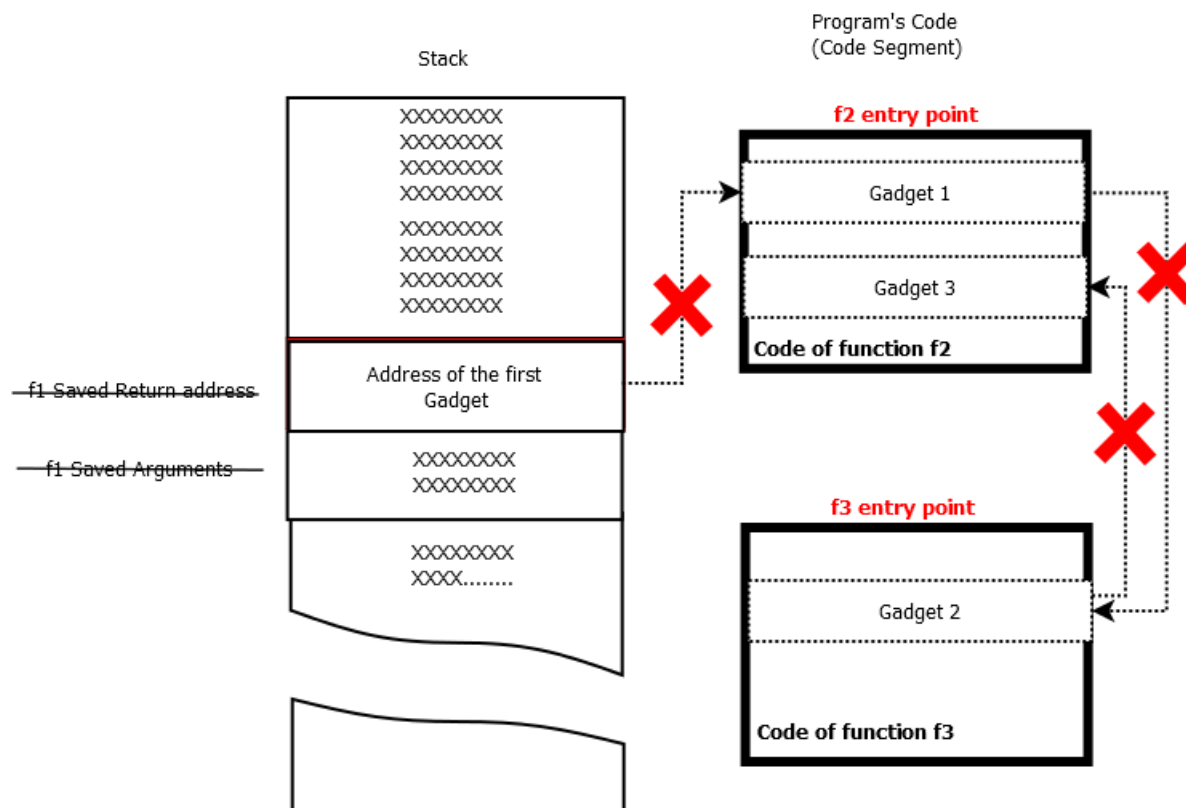 Program's Code
(Code Segment)
Stack
f2 entry point
XXXXXXXX
XXXXXXXX
XXXXXXXX
XXXXXXXX
XXXXXXXX
XXXXXXXX
XXXXXXXX
XXXXXXXX
Gadget 1
Gadget 3
Code of function f2
f1 Saved Return address
Address of the first
Gadget
f1 Saved Arguments
XXXXXXXX
XXXXXXXX
f3 entry point
XXXXXXXX
XXXX........
Gadget 2
Code of function f3